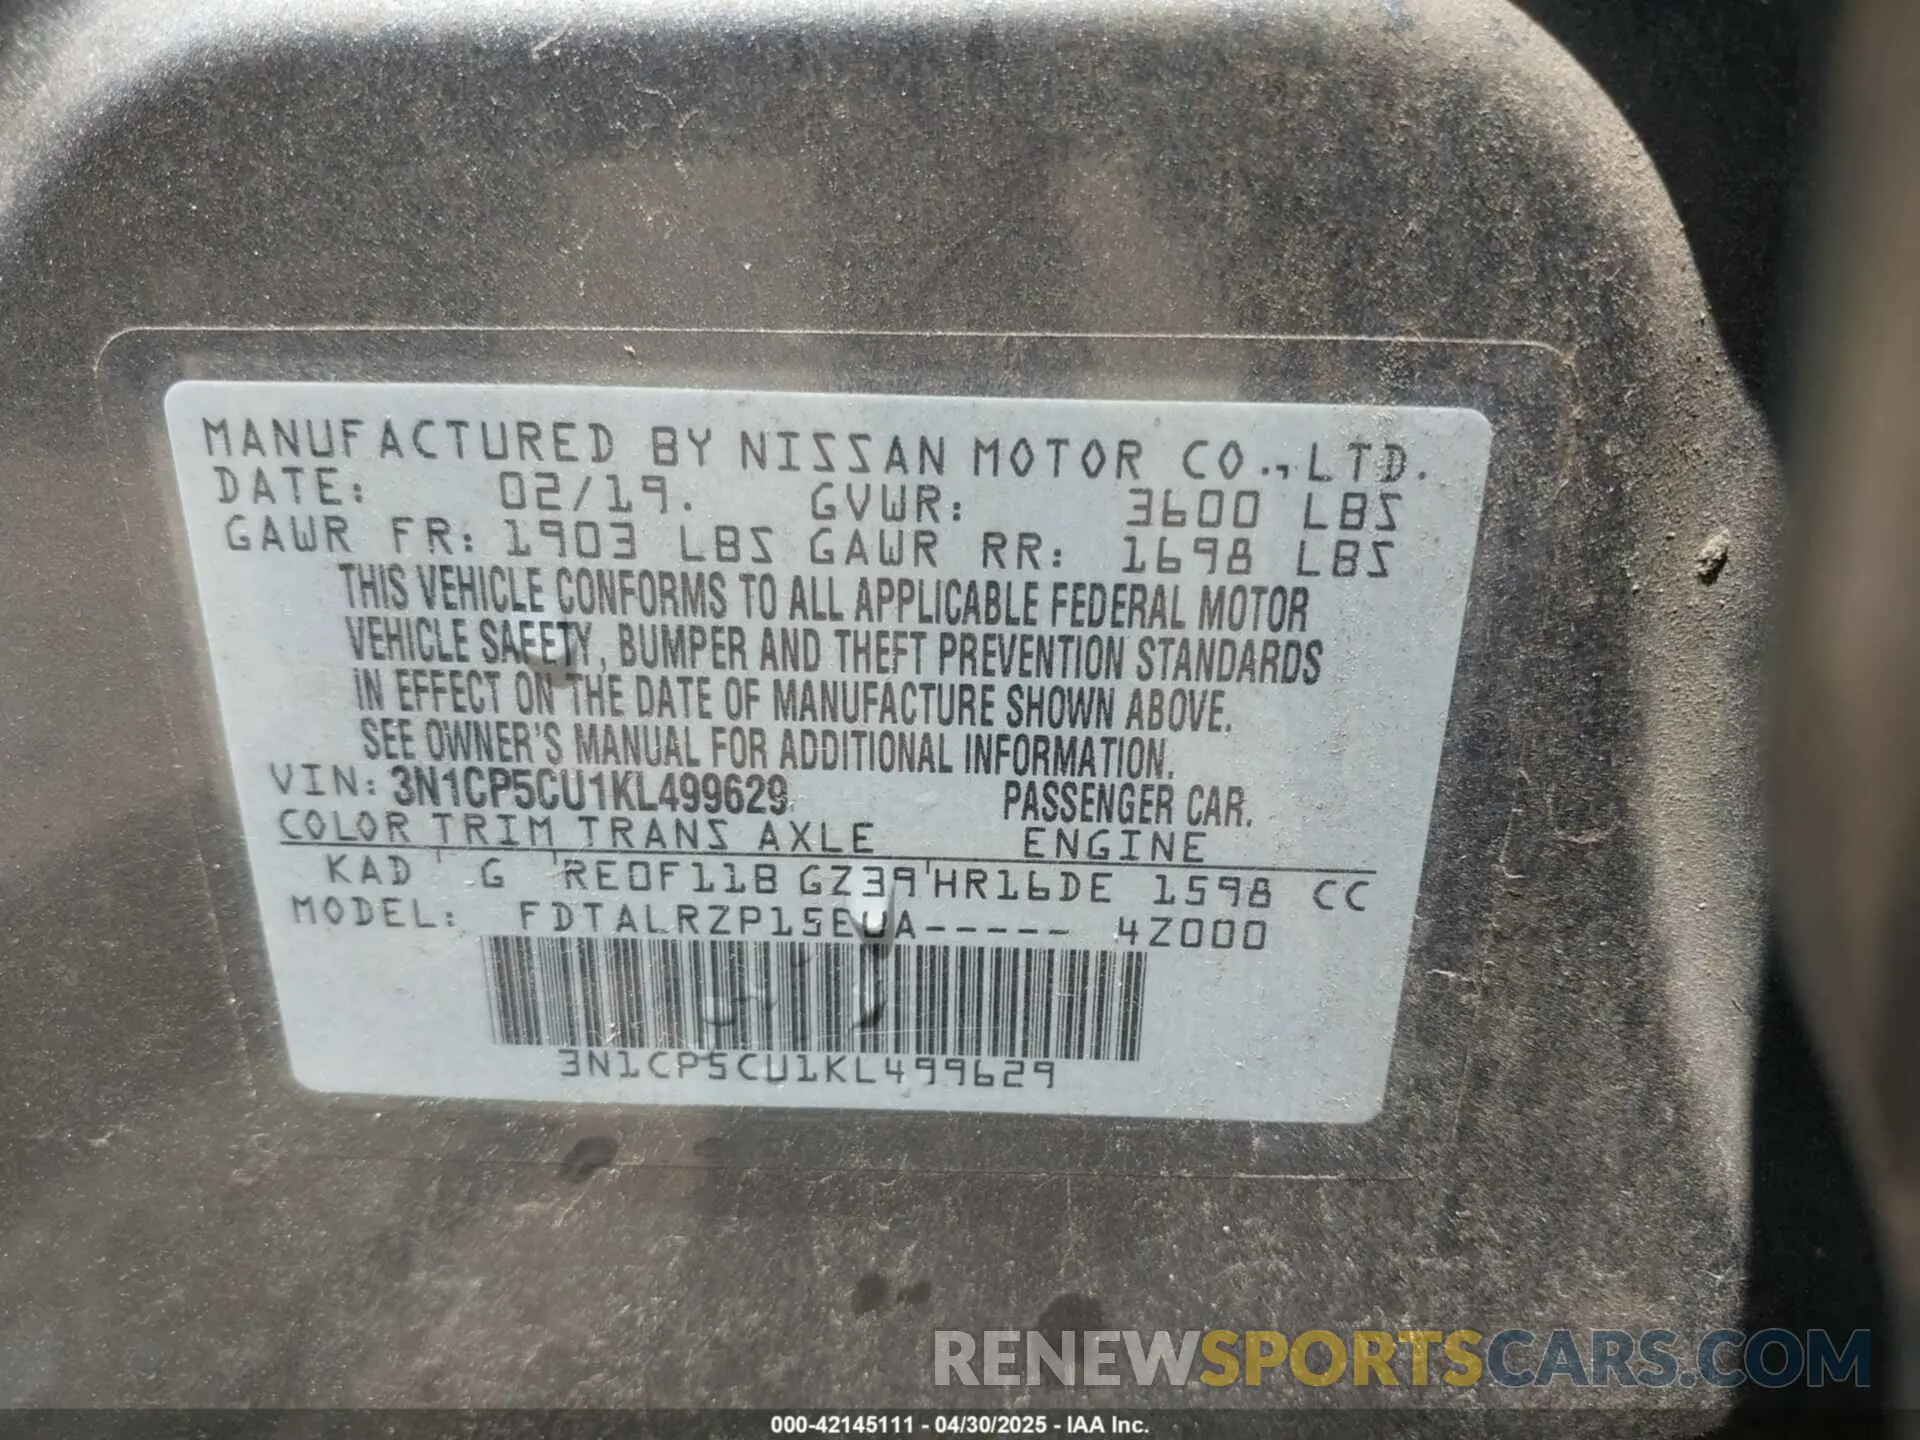 MANUFACTURED BY NISSAN MOTOR CO., LTD.
DATE: 02/19. GVWR: 3600 LBS
GAWR FR: 1903 LBS GAWR RR: 1698 LBS
THIS VEHICLE CONFORMS TO ALL APPLICABLE FEDERAL MOTOR
VEHICLE SAFETY, BUMPER AND THEFT PREVENTION STANDARDS
IN EFFECT ON THE DATE OF MANUFACTURE SHOWN ABOVE.
SEE OWNER'S MANUAL FOR ADDITIONAL INFORMATION.
VIN: 3N1CP5CU1KL499629 PASSENGER CAR.
COLOR TRIM TRANS AXLE ENGINE
KAD G RE0F11B GZ39 HR16DE 1598 CC
MODEL: FDTALRZP15EUA----- 4Z000
3N1CP5CU1KL499629
RENEWSPORTSCARS.COM
000-42145111 - 04/30/2025 - IAA Inc.